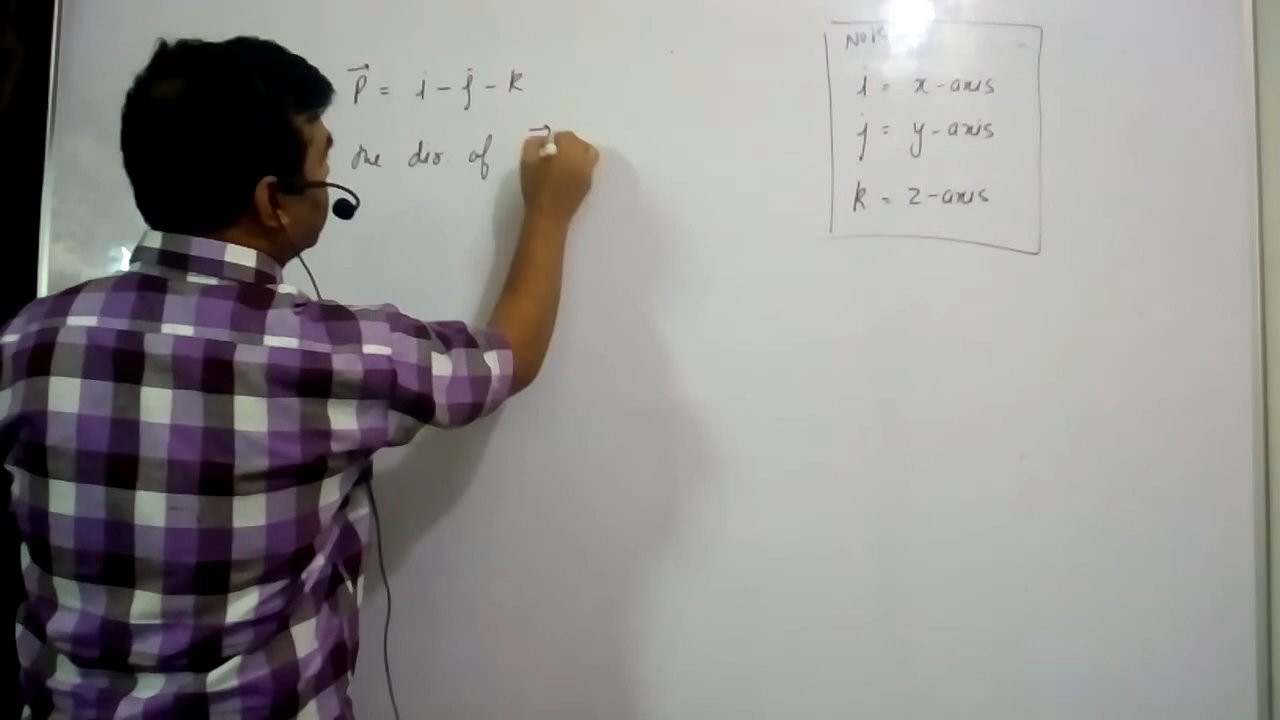 P⃗ = i - j - k
The dir. of
i = x-axis
j = y-axis
k = z-axis